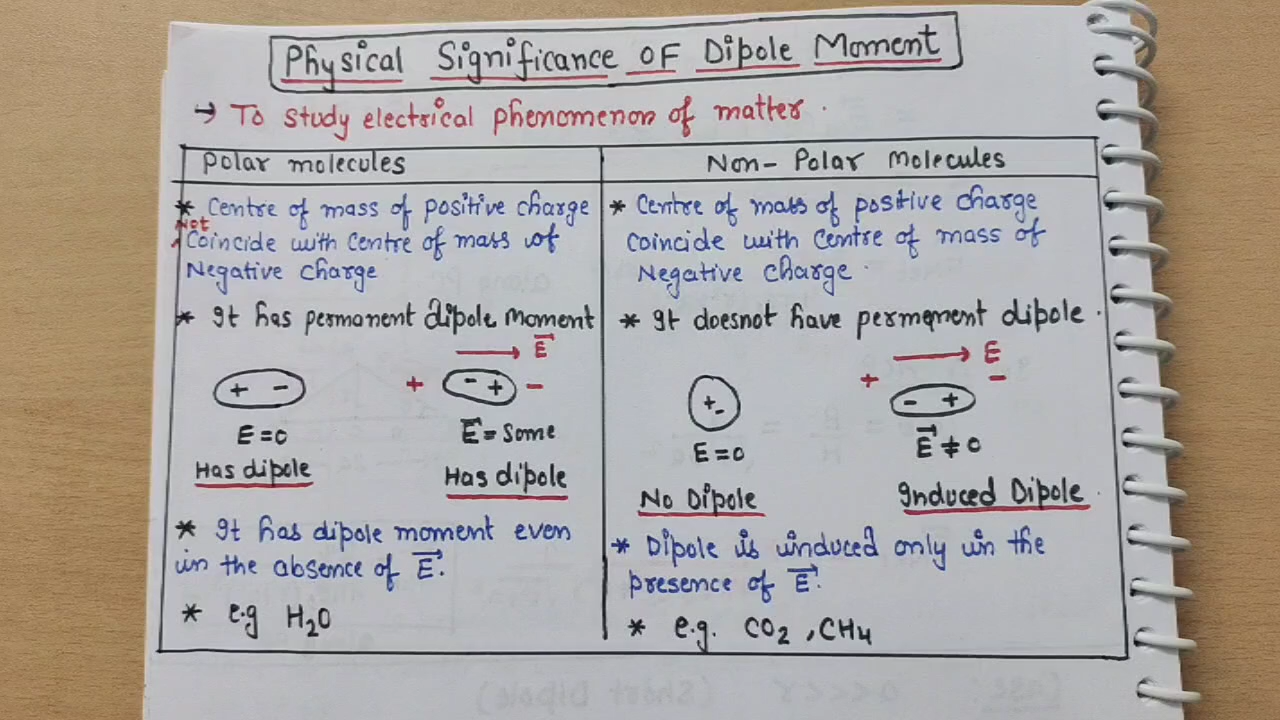 Physical Significance OF Dipole Moment
→ To study electrical phenomenon of matter.
Polar molecules
* Centre of mass of positive charge
Not
Coincide with centre of mass of
Negative charge
* It has permanent dipole moment
E
+ -
+ - + -
E = 0
E = Some
Has dipole
Has dipole
* It has dipole moment even
in the absence of E.
* e.g H2O
Non-Polar Molecules
* Centre of mass of positive charge
coincide with centre of mass of
Negative charge.
* It doesnot have permenent dipole.
E
+ -
+ - + -
E = 0
E ≠ 0
No Dipole
Induced Dipole.
* Dipole is induced only in the
presence of E.
* e.g. CO2, CH4